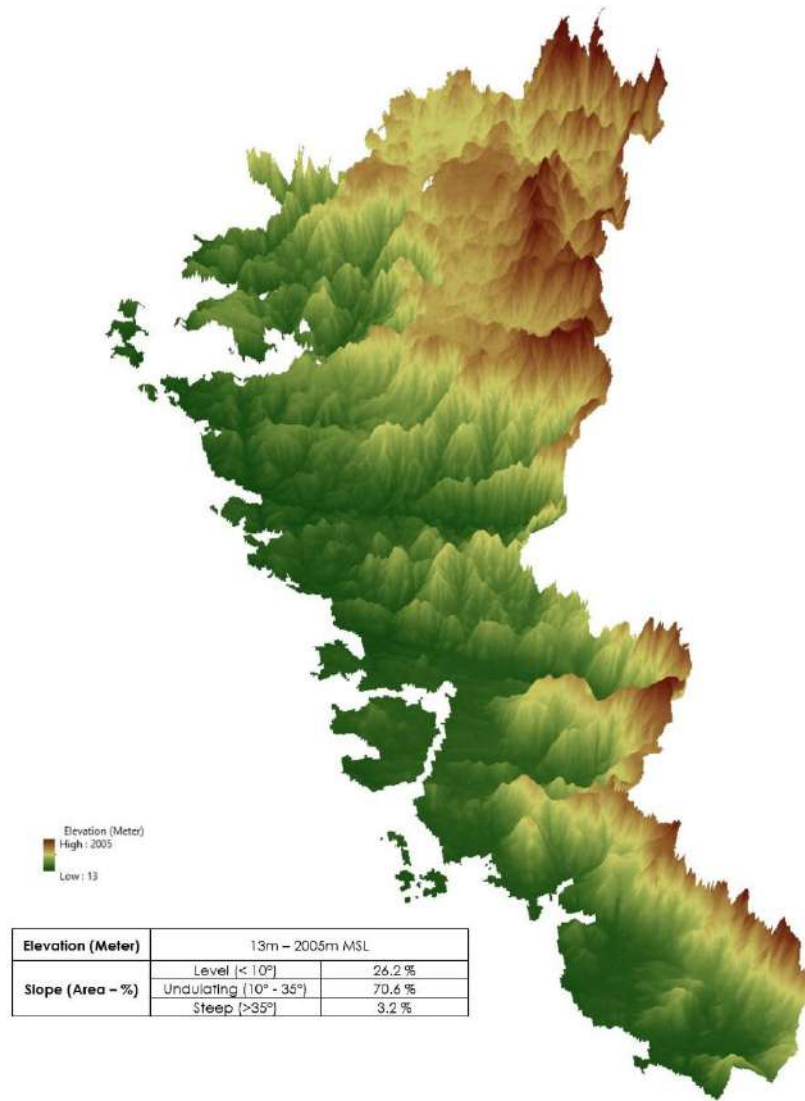 Elevation (Meter)
High : 2005
Low : 13
Elevation (Meter) 13m – 2005m MSL
Slope (Area – %) Level (< 10°) 26.2 %
Undulating (10° - 35°) 70.6 %
Steep (>35°) 3.2 %